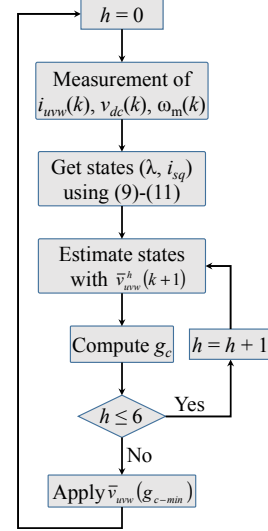 h = 0
Measurement of
i_uvw(k), v_dc(k), ω_m(k)
Get states (λ, i_sq)
using (9)-(11)
Estimate states
with v̄^h_uvw(k+1)
Compute g_c
h = h + 1
h ≤ 6
Yes
No
Apply v̄_uvw(g_c−min)